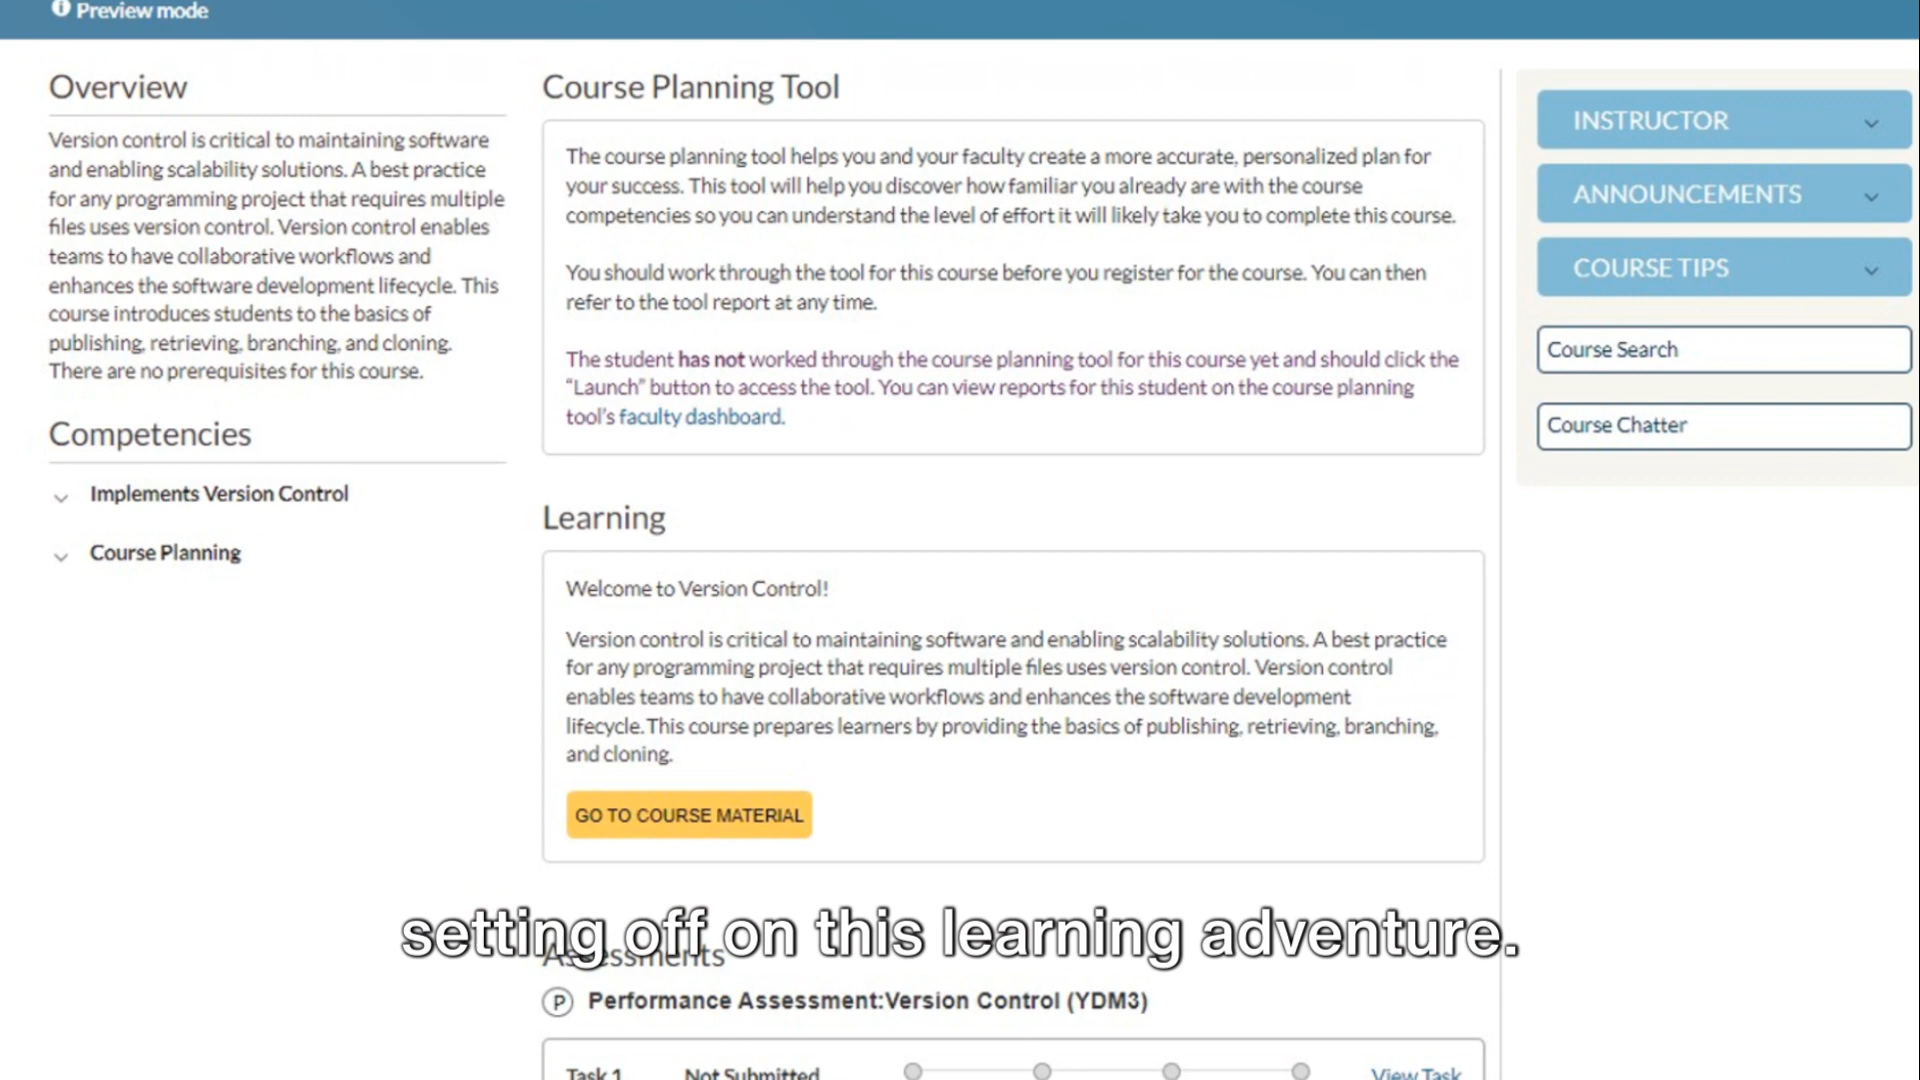 Preview mode
Overview
Version control is critical to maintaining software
and enabling scalability solutions. A best practice
for any programming project that requires multiple
files uses version control. Version control enables
teams to have collaborative workflows and
enhances the software development lifecycle. This
course introduces students to the basics of
publishing, retrieving, branching, and cloning.
There are no prerequisites for this course.
Competencies
Implements Version Control
Course Planning
Course Planning Tool
The course planning tool helps you and your faculty create a more accurate, personalized plan for
your success. This tool will help you discover how familiar you already are with the course
competencies so you can understand the level of effort it will likely take you to complete this course.
You should work through the tool for this course before you register for the course. You can then
refer to the tool report at any time.
The student has not worked through the course planning tool for this course yet and should click the
“Launch” button to access the tool. You can view reports for this student on the course planning
tool’s faculty dashboard.
Learning
Welcome to Version Control!
Version control is critical to maintaining software and enabling scalability solutions. A best practice
for any programming project that requires multiple files uses version control. Version control
enables teams to have collaborative workflows and enhances the software development
lifecycle. This course prepares learners by providing the basics of publishing, retrieving, branching,
and cloning.
GO TO COURSE MATERIAL
setting off on this learning adventure.
Assessments
P Performance Assessment:Version Control (YDM3)
Task 1 Not Submitted View Task
INSTRUCTOR
ANNOUNCEMENTS
COURSE TIPS
Course Search
Course Chatter